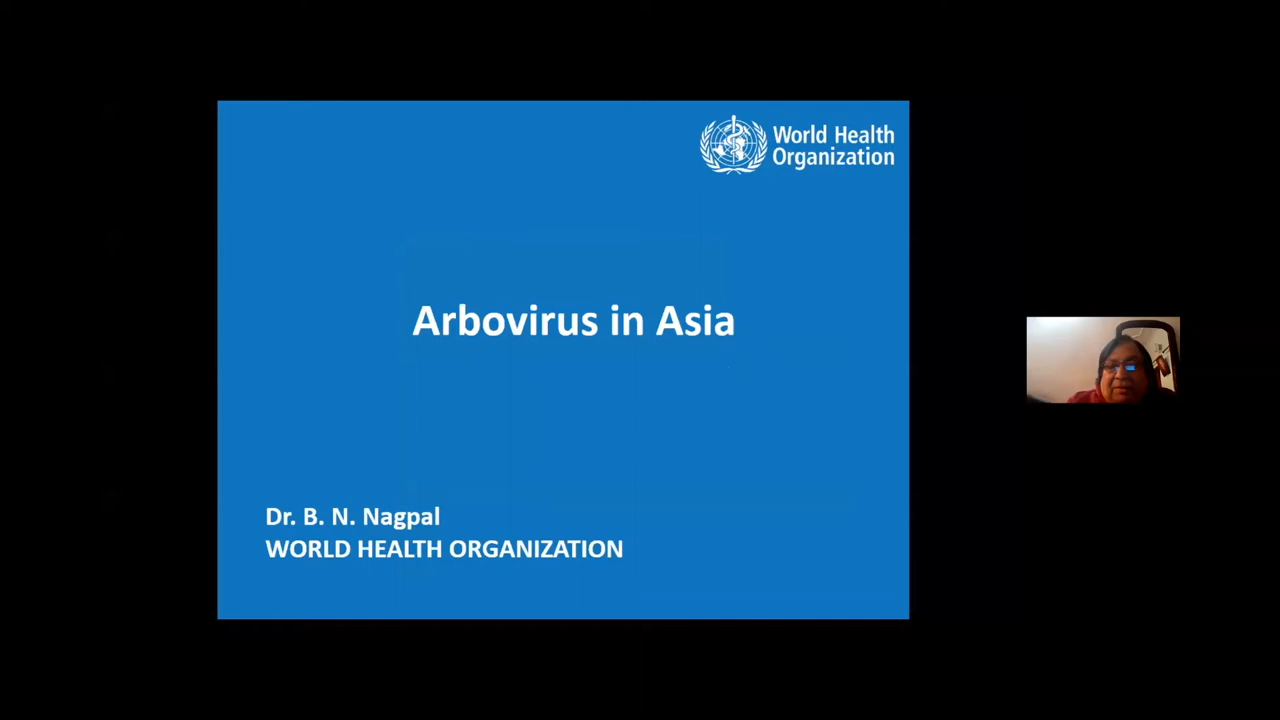 World Health
Organization
Arbovirus in Asia
Dr. B. N. Nagpal
WORLD HEALTH ORGANIZATION